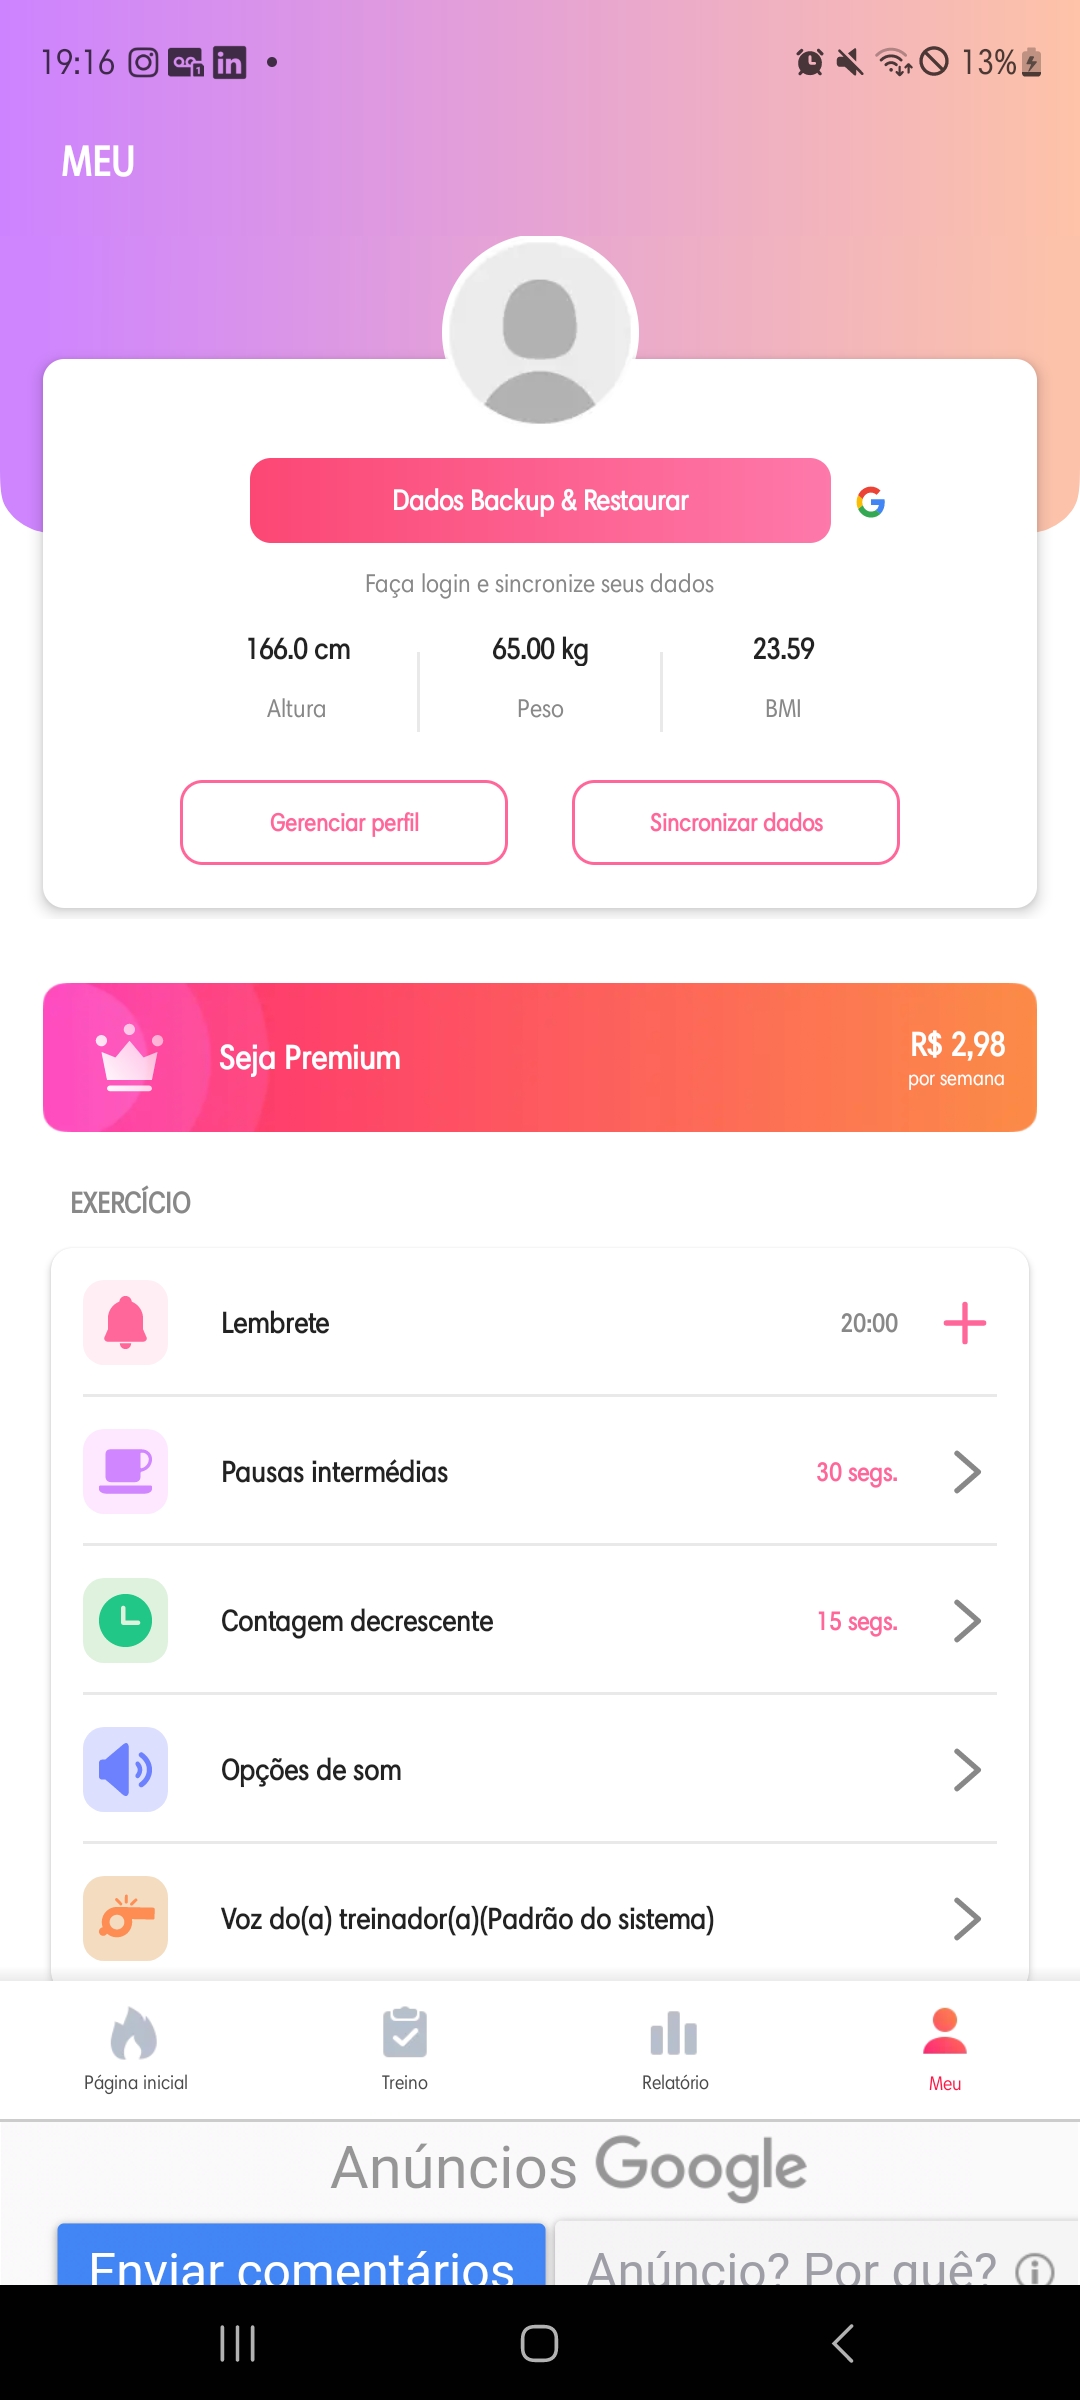 19:16
13%
MEU
Dados Backup & Restaurar
Faça login e sincronize seus dados
166.0 cm
65.00 kg
23.59
Altura
Peso
BMI
Gerenciar perfil
Sincronizar dados
Seja Premium
R$ 2,98
por semana
EXERCÍCIO
Lembrete
20:00
Pausas intermédias
30 segs.
Contagem decrescente
15 segs.
Opções de som
Voz do(a) treinador(a)(Padrão do sistema)
Página inicial
Treino
Relatório
Meu
Anúncios Google
Enviar comentários
Anúncio? Por quê?